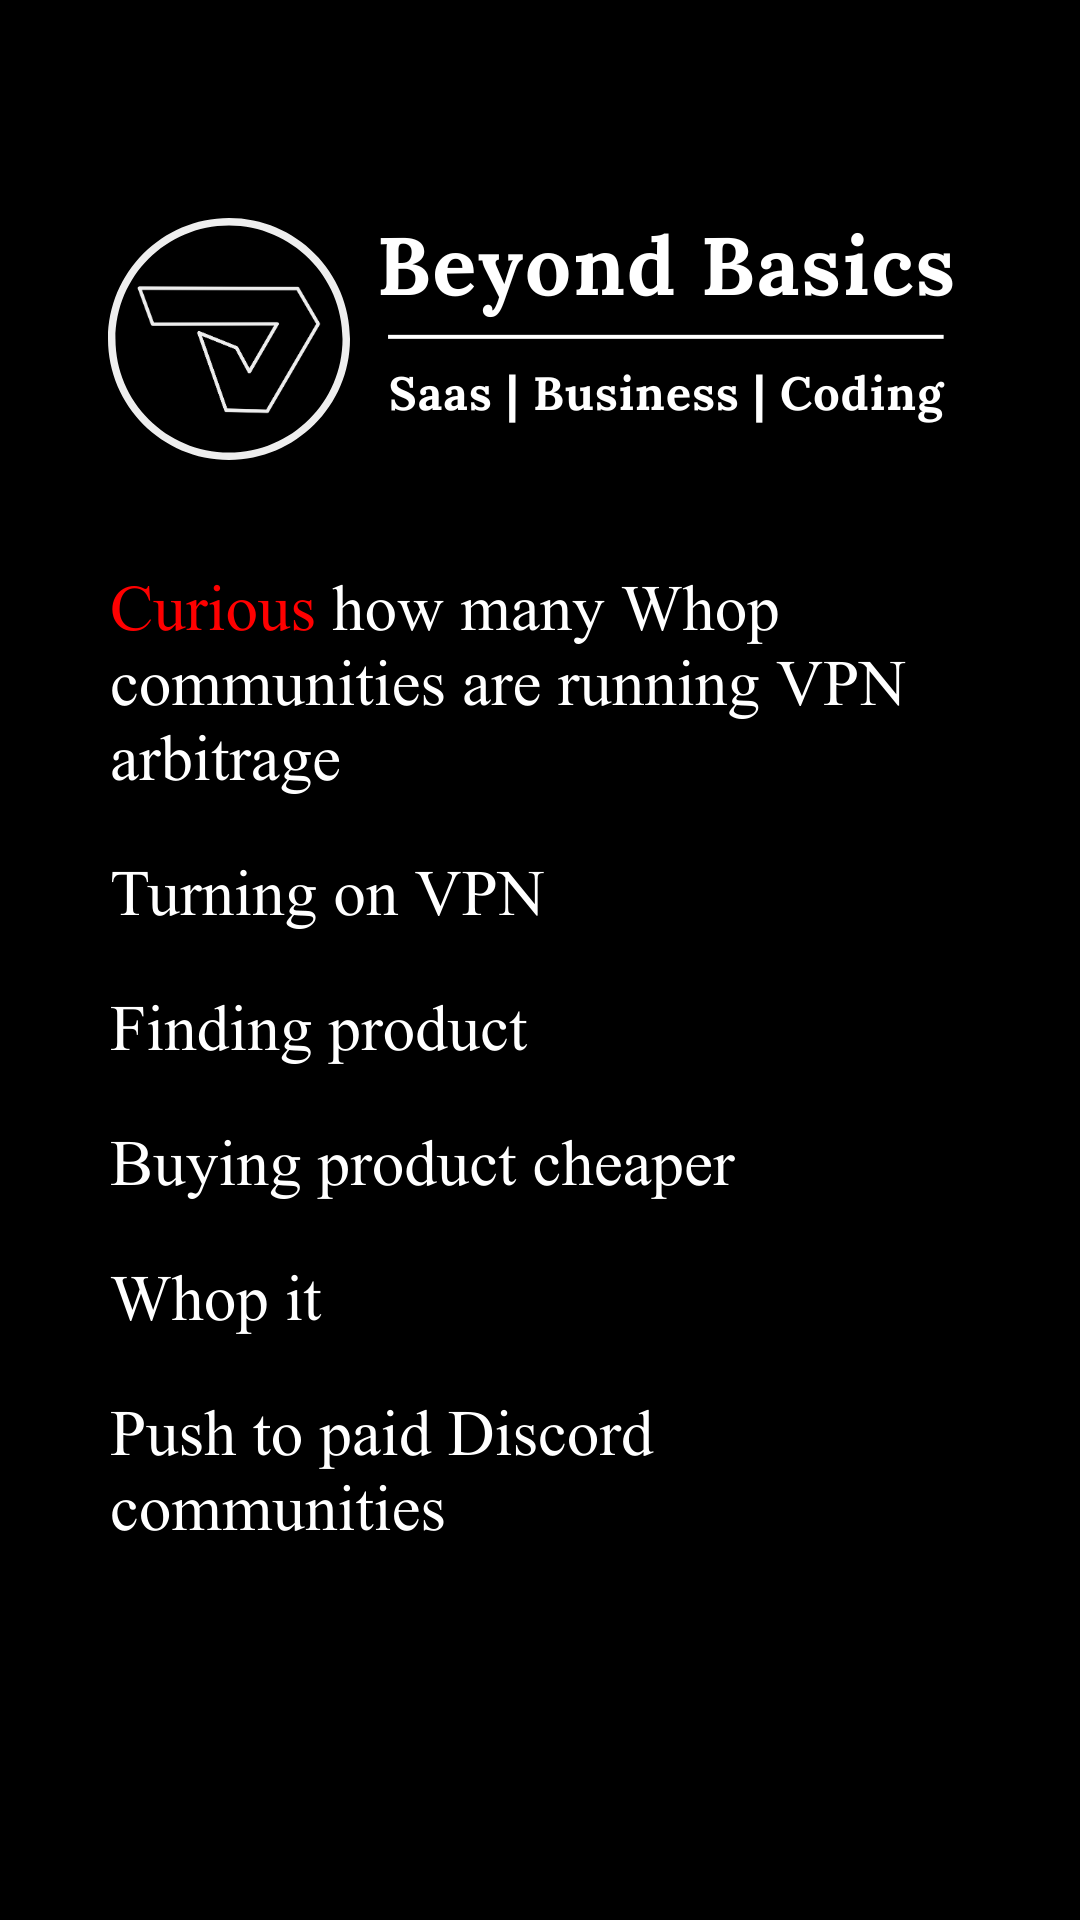 Beyond Basics
Saas | Business | Coding
Curious how many Whop
communities are running VPN
arbitrage
Turning on VPN
Finding product
Buying product cheaper
Whop it
Push to paid Discord
communities